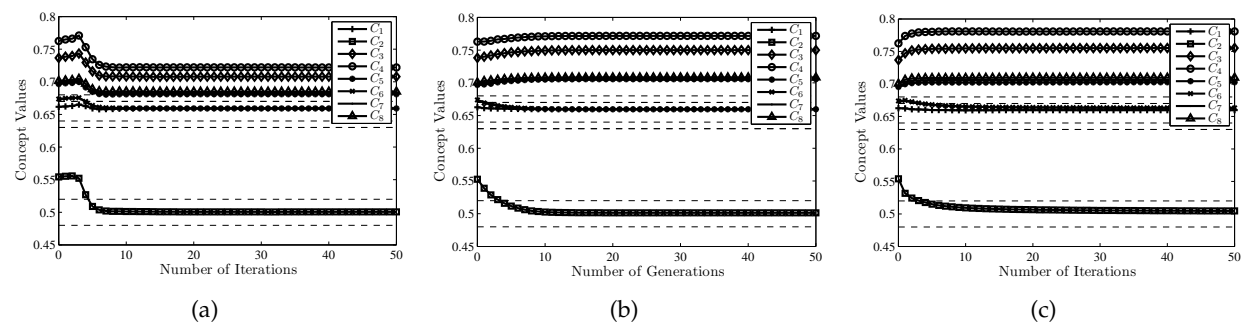 0.8
0.75
0.7
0.65
0.6
0.55
0.5
0.45
Concept Values
0 10 20 30 40 50
Number of Iterations
C1
C2
C3
C4
C5
C6
C7
C8
(a)
0.8
0.75
0.7
0.65
0.6
0.55
0.5
0.45
Concept Values
0 10 20 30 40 50
Number of Generations
C1
C2
C3
C4
C5
C6
C7
C8
(b)
0.8
0.75
0.7
0.65
0.6
0.55
0.5
0.45
Concept Values
0 10 20 30 40 50
Number of Iterations
C1
C2
C3
C4
C5
C6
C7
C8
(c)